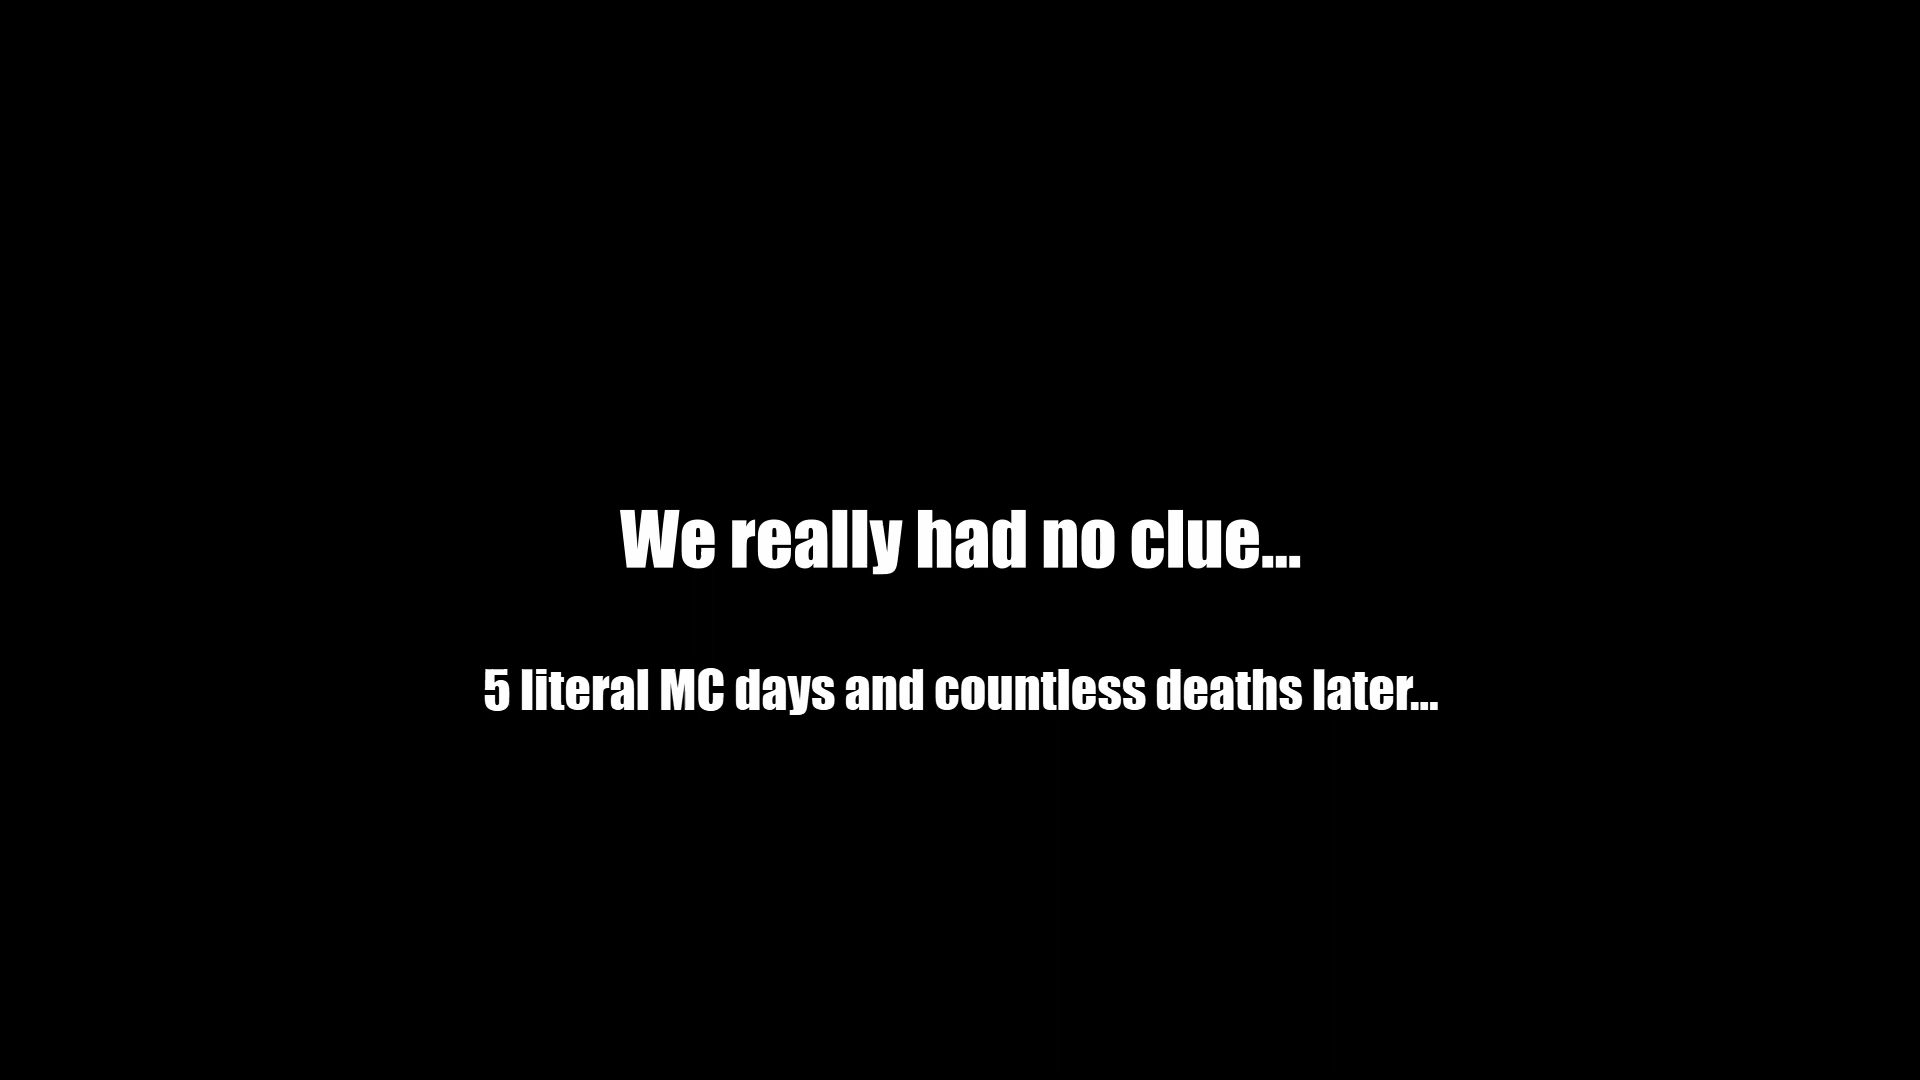 We really had no clue...
5 literal MC days and countless deaths later...